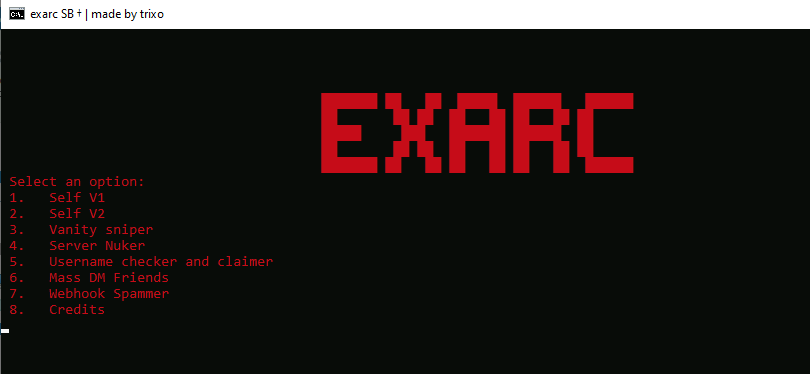 exarc SB † | made by trixo
EXARC
Select an option:
1. Self V1
2. Self V2
3. Vanity sniper
4. Server Nuker
5. Username checker and claimer
6. Mass DM Friends
7. Webhook Spammer
8. Credits